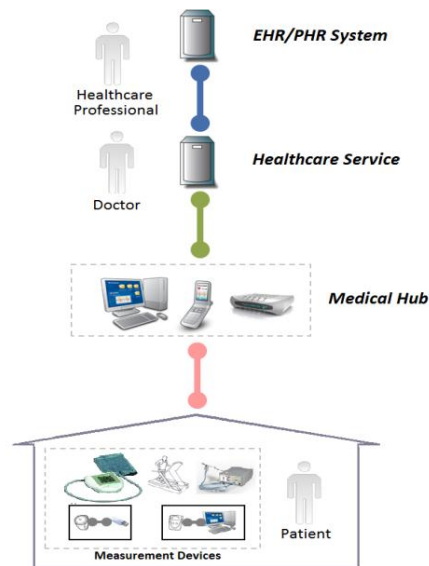 EHR/PHR System
Healthcare
Professional
Healthcare Service
Doctor
Medical Hub
Patient
Measurement Devices